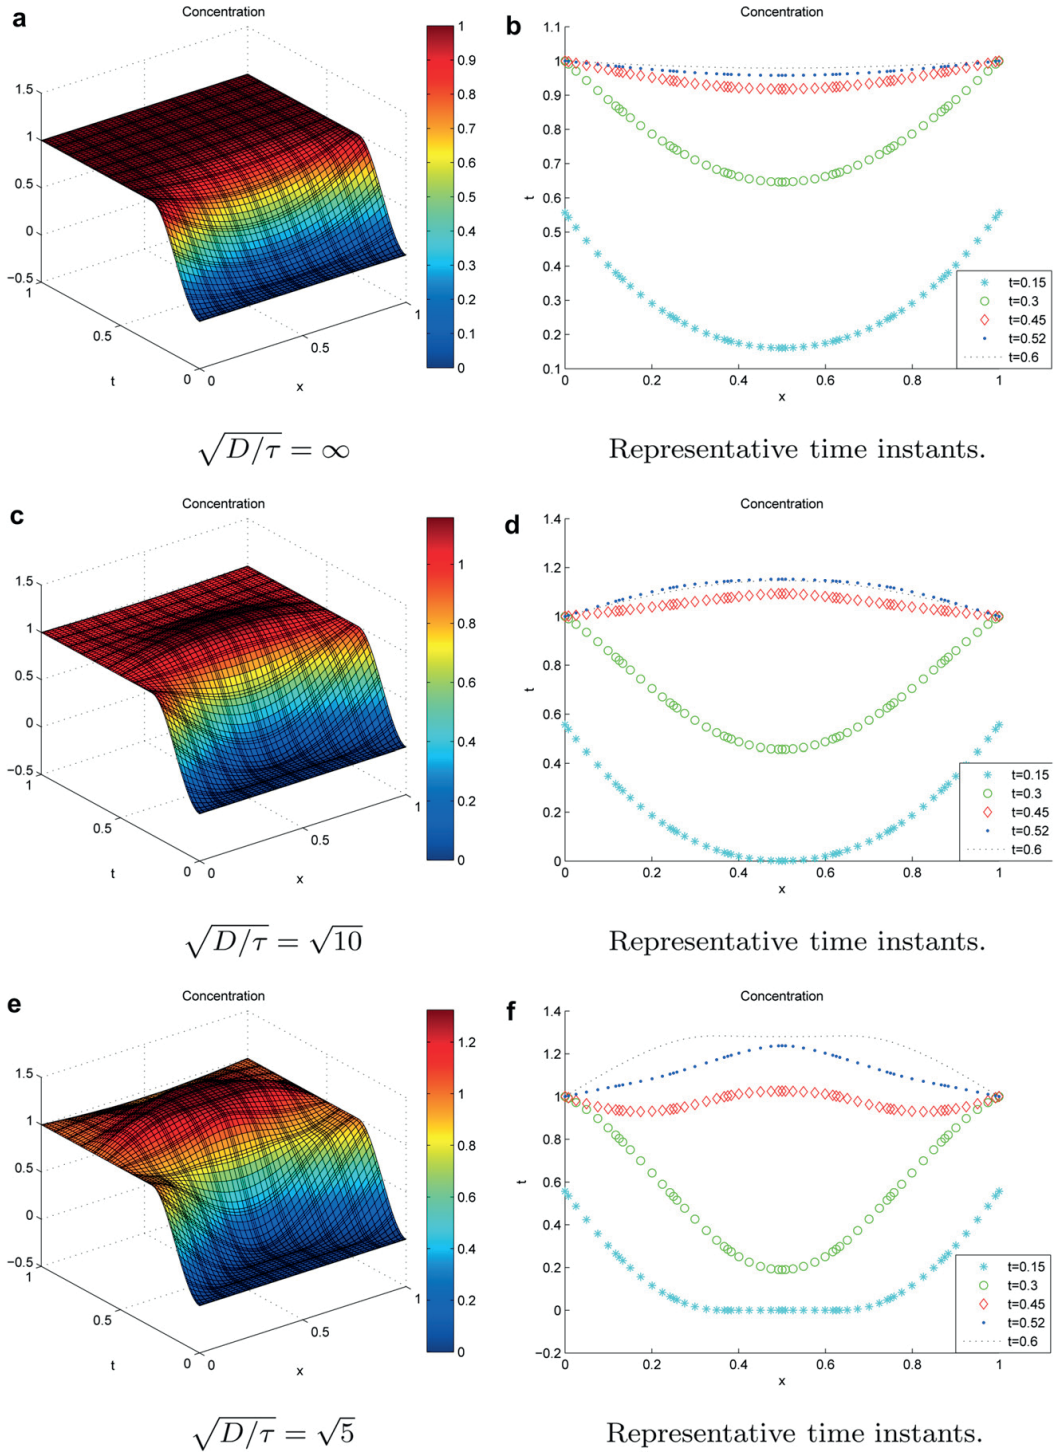 a
Concentration
1.5
1
0.5
0
−0.5
1
0.5
0
t
0
0.5
1
x
1
0.9
0.8
0.7
0.6
0.5
0.4
0.3
0.2
0.1
0
√D/τ = ∞
b
Concentration
1.1
1
0.9
0.8
0.7
0.6
0.5
0.4
0.3
0.2
0.1
t
0 0.2 0.4 0.6 0.8 1
x
t=0.15
t=0.3
t=0.45
t=0.52
t=0.6
Representative time instants.
c
Concentration
1.5
1
0.5
0
−0.5
1
0.5
0
t
0
0.5
1
x
1
0.8
0.6
0.4
0.2
0
√D/τ = √10
d
Concentration
1.4
1.2
1
0.8
0.6
0.4
0.2
0
t
0 0.2 0.4 0.6 0.8 1
x
t=0.15
t=0.3
t=0.45
t=0.52
t=0.6
Representative time instants.
e
Concentration
1.5
1
0.5
0
−0.5
1
0.5
0
t
0
0.5
1
x
1.2
1
0.8
0.6
0.4
0.2
0
√D/τ = √5
f
Concentration
1.4
1.2
1
0.8
0.6
0.4
0.2
0
−0.2
t
0 0.2 0.4 0.6 0.8 1
x
t=0.15
t=0.3
t=0.45
t=0.52
t=0.6
Representative time instants.